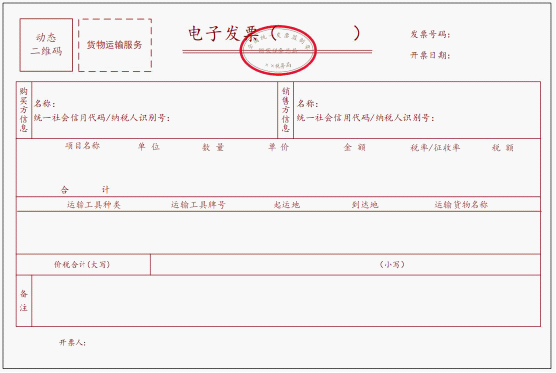 动态
二维码
货物运输服务
电子发票（ ）
国家税务总局
发票号码：
开票日期：
购买方信息
名称：
统一社会信用代码/纳税人识别号：
销售方信息
名称：
统一社会信用代码/纳税人识别号：
项目名称 单 位 数 量 单 价 金 额 税率/征收率 税 额
合 计
运输工具种类 运输工具牌号 起运地 到达地 运输货物名称
价税合计(大写) （小写）
备注
开票人：